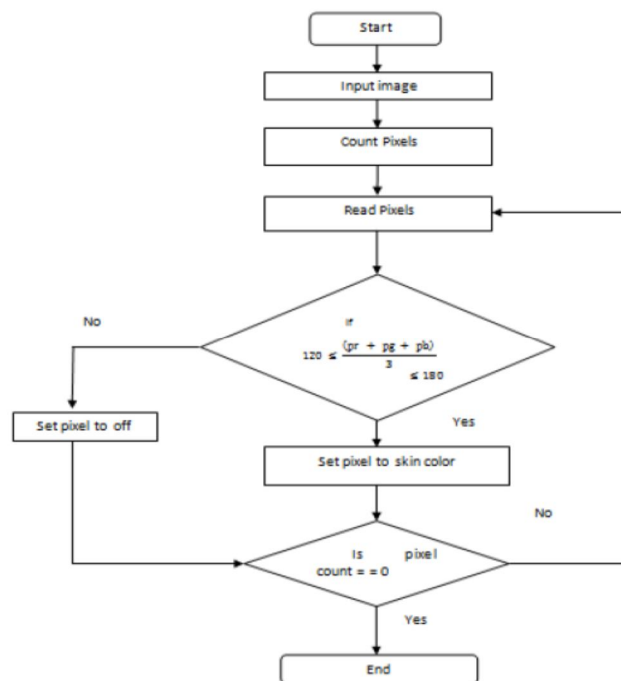 Start
Input image
Count Pixels
Read Pixels
No
If
120 ≤ (pr + pg + pb)
3
≤ 180
Yes
Set pixel to off
Set pixel to skin color
No
Is pixel
count = = 0
Yes
End